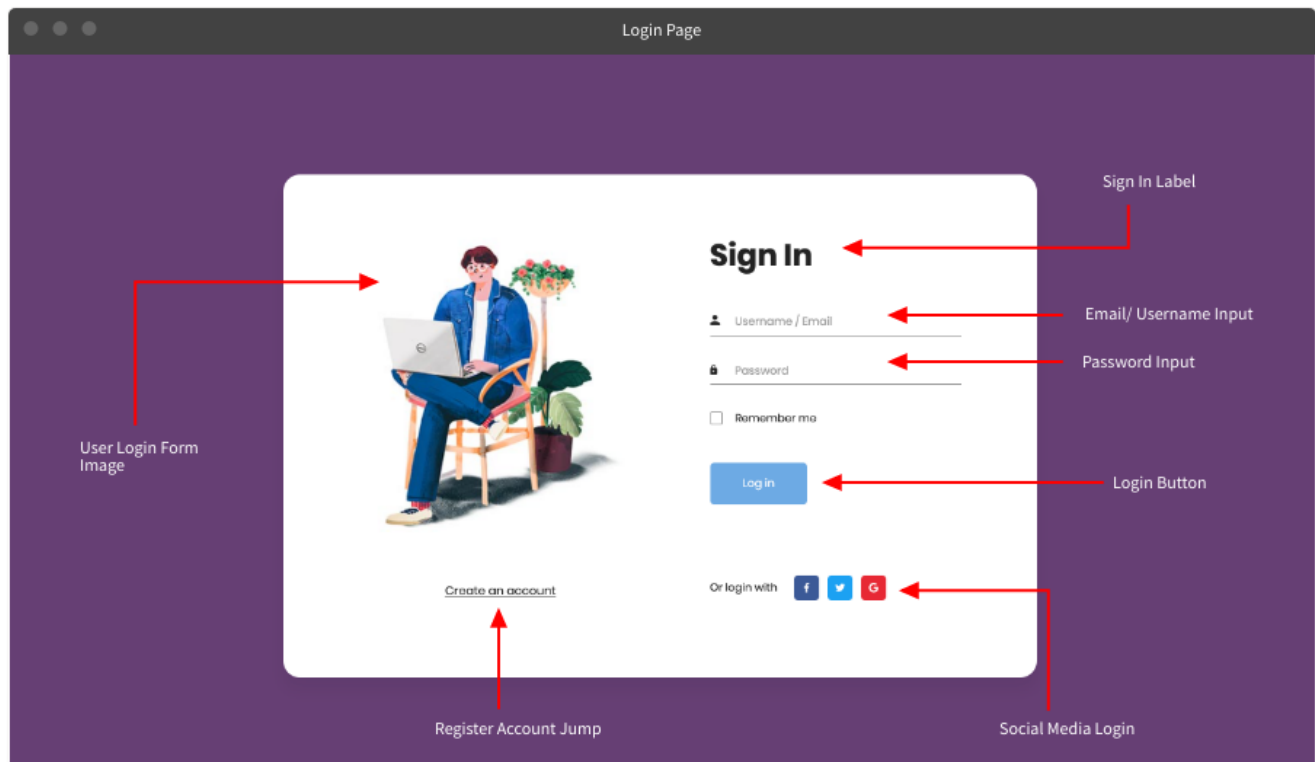 Login Page
Sign In Label
Sign In
Email/ Username Input
Username / Email
Password Input
Password
Remember me
User Login Form
Image
Log in
Login Button
Create an account
Or login with
f
G
Register Account Jump
Social Media Login